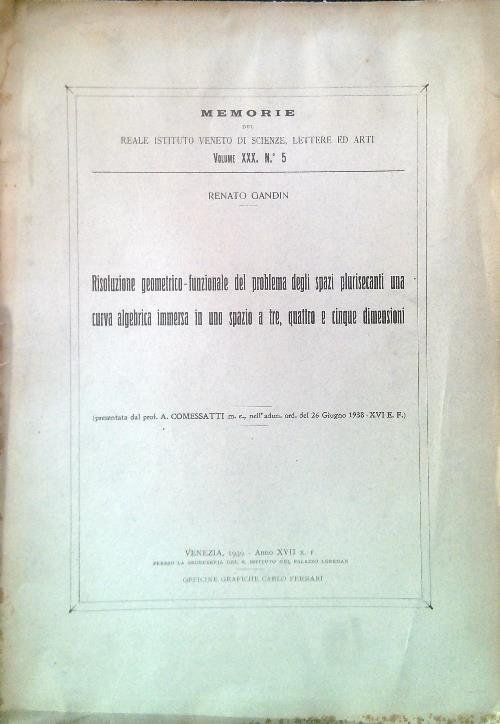 MEMORIE
DEL
REALE ISTITUTO VENETO DI SCIENZE, LETTERE ED ARTI
VOLUME XXX. N.° 5
RENATO GANDIN
Risoluzione geometrico-funzionale del problema degli spazi plurisecanti una
curva algebrica immersa in uno spazio a tre, quattro e cinque dimensioni
(presentata dal prof. A. COMESSATTI m. e., nell'adun. ord. del 26 Giugno 1938 - XVI E. F.)
VENEZIA, 1939 - ANNO XVII E. F.
PRESSO LA SEGRETERIA DEL R. ISTITUTO NEL PALAZZO LOREDAN
OFFICINE GRAFICHE CARLO FERRARI